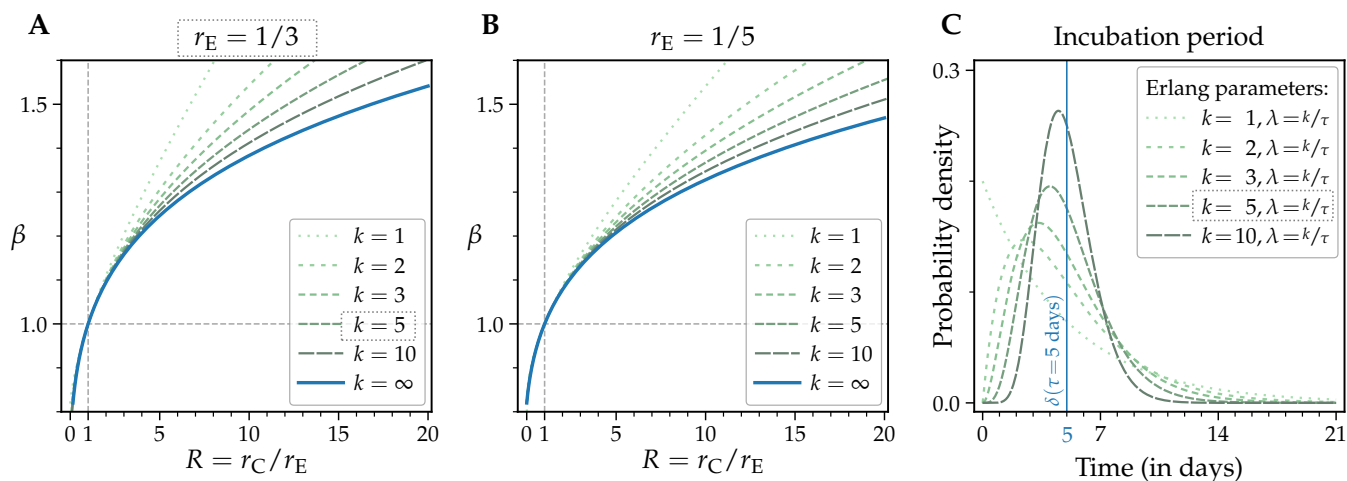 A
r_E = 1/3
β
1.5
1.0
0 1 5 10 15 20
R = r_C/r_E
k = 1
k = 2
k = 3
k = 5
k = 10
k = ∞
B
r_E = 1/5
1.5
1.0
0 1 5 10 15 20
R = r_C/r_E
k = 1
k = 2
k = 3
k = 5
k = 10
k = ∞
C
Incubation period
Probability density
0.3
0.0
Erlang parameters:
k = 1, λ = k/τ
k = 2, λ = k/τ
k = 3, λ = k/τ
k = 5, λ = k/τ
k = 10, λ = k/τ
δ (τ = 5 days)
0 5 7 14 21
Time (in days)